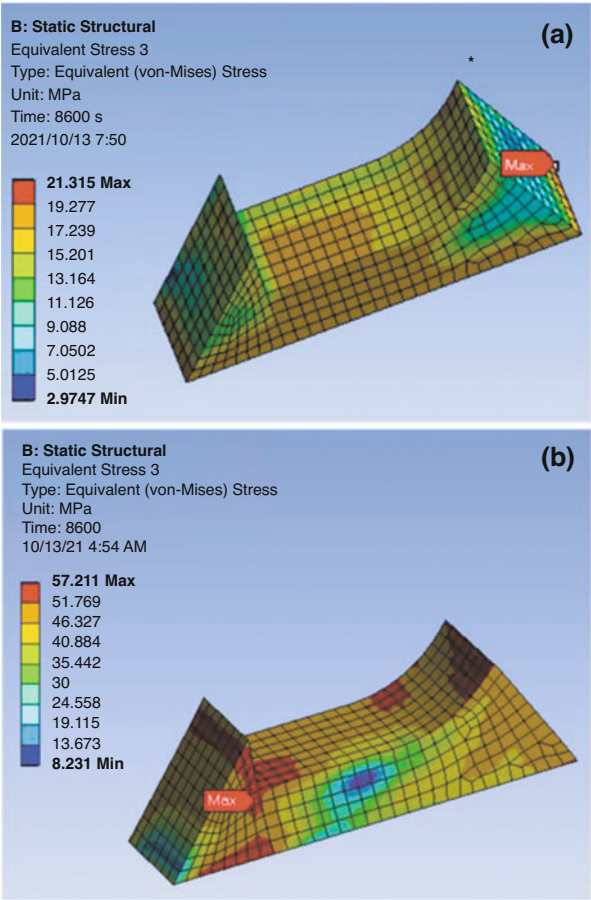 B: Static Structural
Equivalent Stress 3
Type: Equivalent (von-Mises) Stress
Unit: MPa
Time: 8600 s
2021/10/13 7:50
(a)
*
21.315 Max
19.277
17.239
15.201
13.164
11.126
9.088
7.0502
5.0125
2.9747 Min
Max
B: Static Structural
Equivalent Stress 3
Type: Equivalent (von-Mises) Stress
Unit: MPa
Time: 8600
10/13/21 4:54 AM
(b)
57.211 Max
51.769
46.327
40.884
35.442
30
24.558
19.115
13.673
8.231 Min
Max